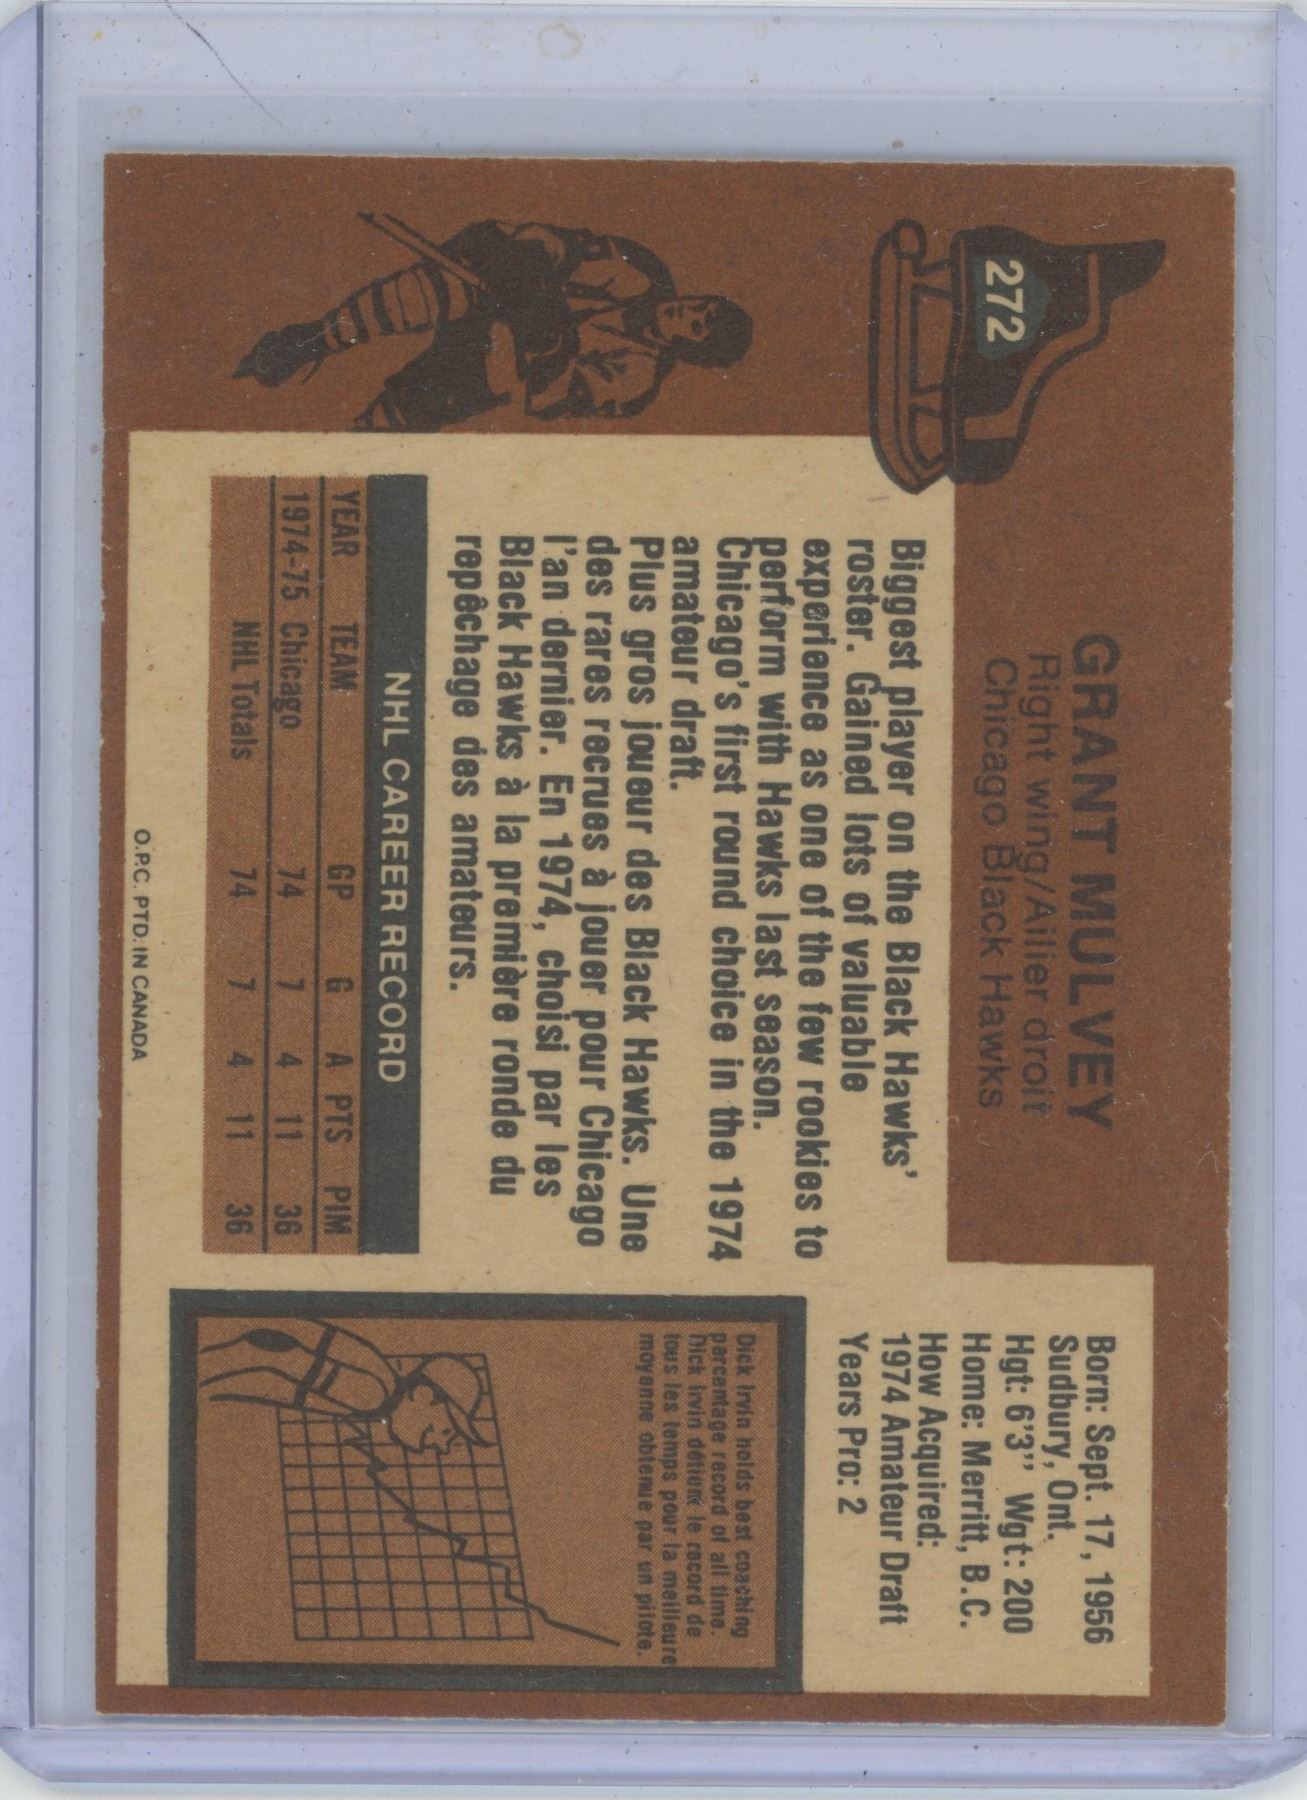 272
GRANT MULVEY
Right wing/Ailier droit
Chicago Black Hawks
Born: Sept. 17, 1956
Sudbury, Ont.
Hgt: 6'3" Wgt: 200
Home: Merritt, B.C.
How Acquired:
1974 Amateur Draft
Years Pro: 2
Biggest player on the Black Hawks'
roster. Gained lots of valuable
experience as one of the few rookies to
perform with Hawks last season.
Chicago's first round choice in the 1974
amateur draft.
Plus gros joueur des Black Hawks. Une
des rares recrues à jouer pour Chicago
l'an dernier. En 1974, choisi par les
Black Hawks à la première ronde du
repêchage des amateurs.
NHL CAREER RECORD
YEAR TEAM GP G A PTS PIM
1974-75 Chicago 74 7 4 11 36
NHL Totals 74 7 4 11 36
Dick Irvin holds best coaching
percentage record of all time.
Dick Irvin détient le record de
tous les temps pour la meilleure
moyenne obtenue par un pilote.
O.P.C. PTD. IN CANADA